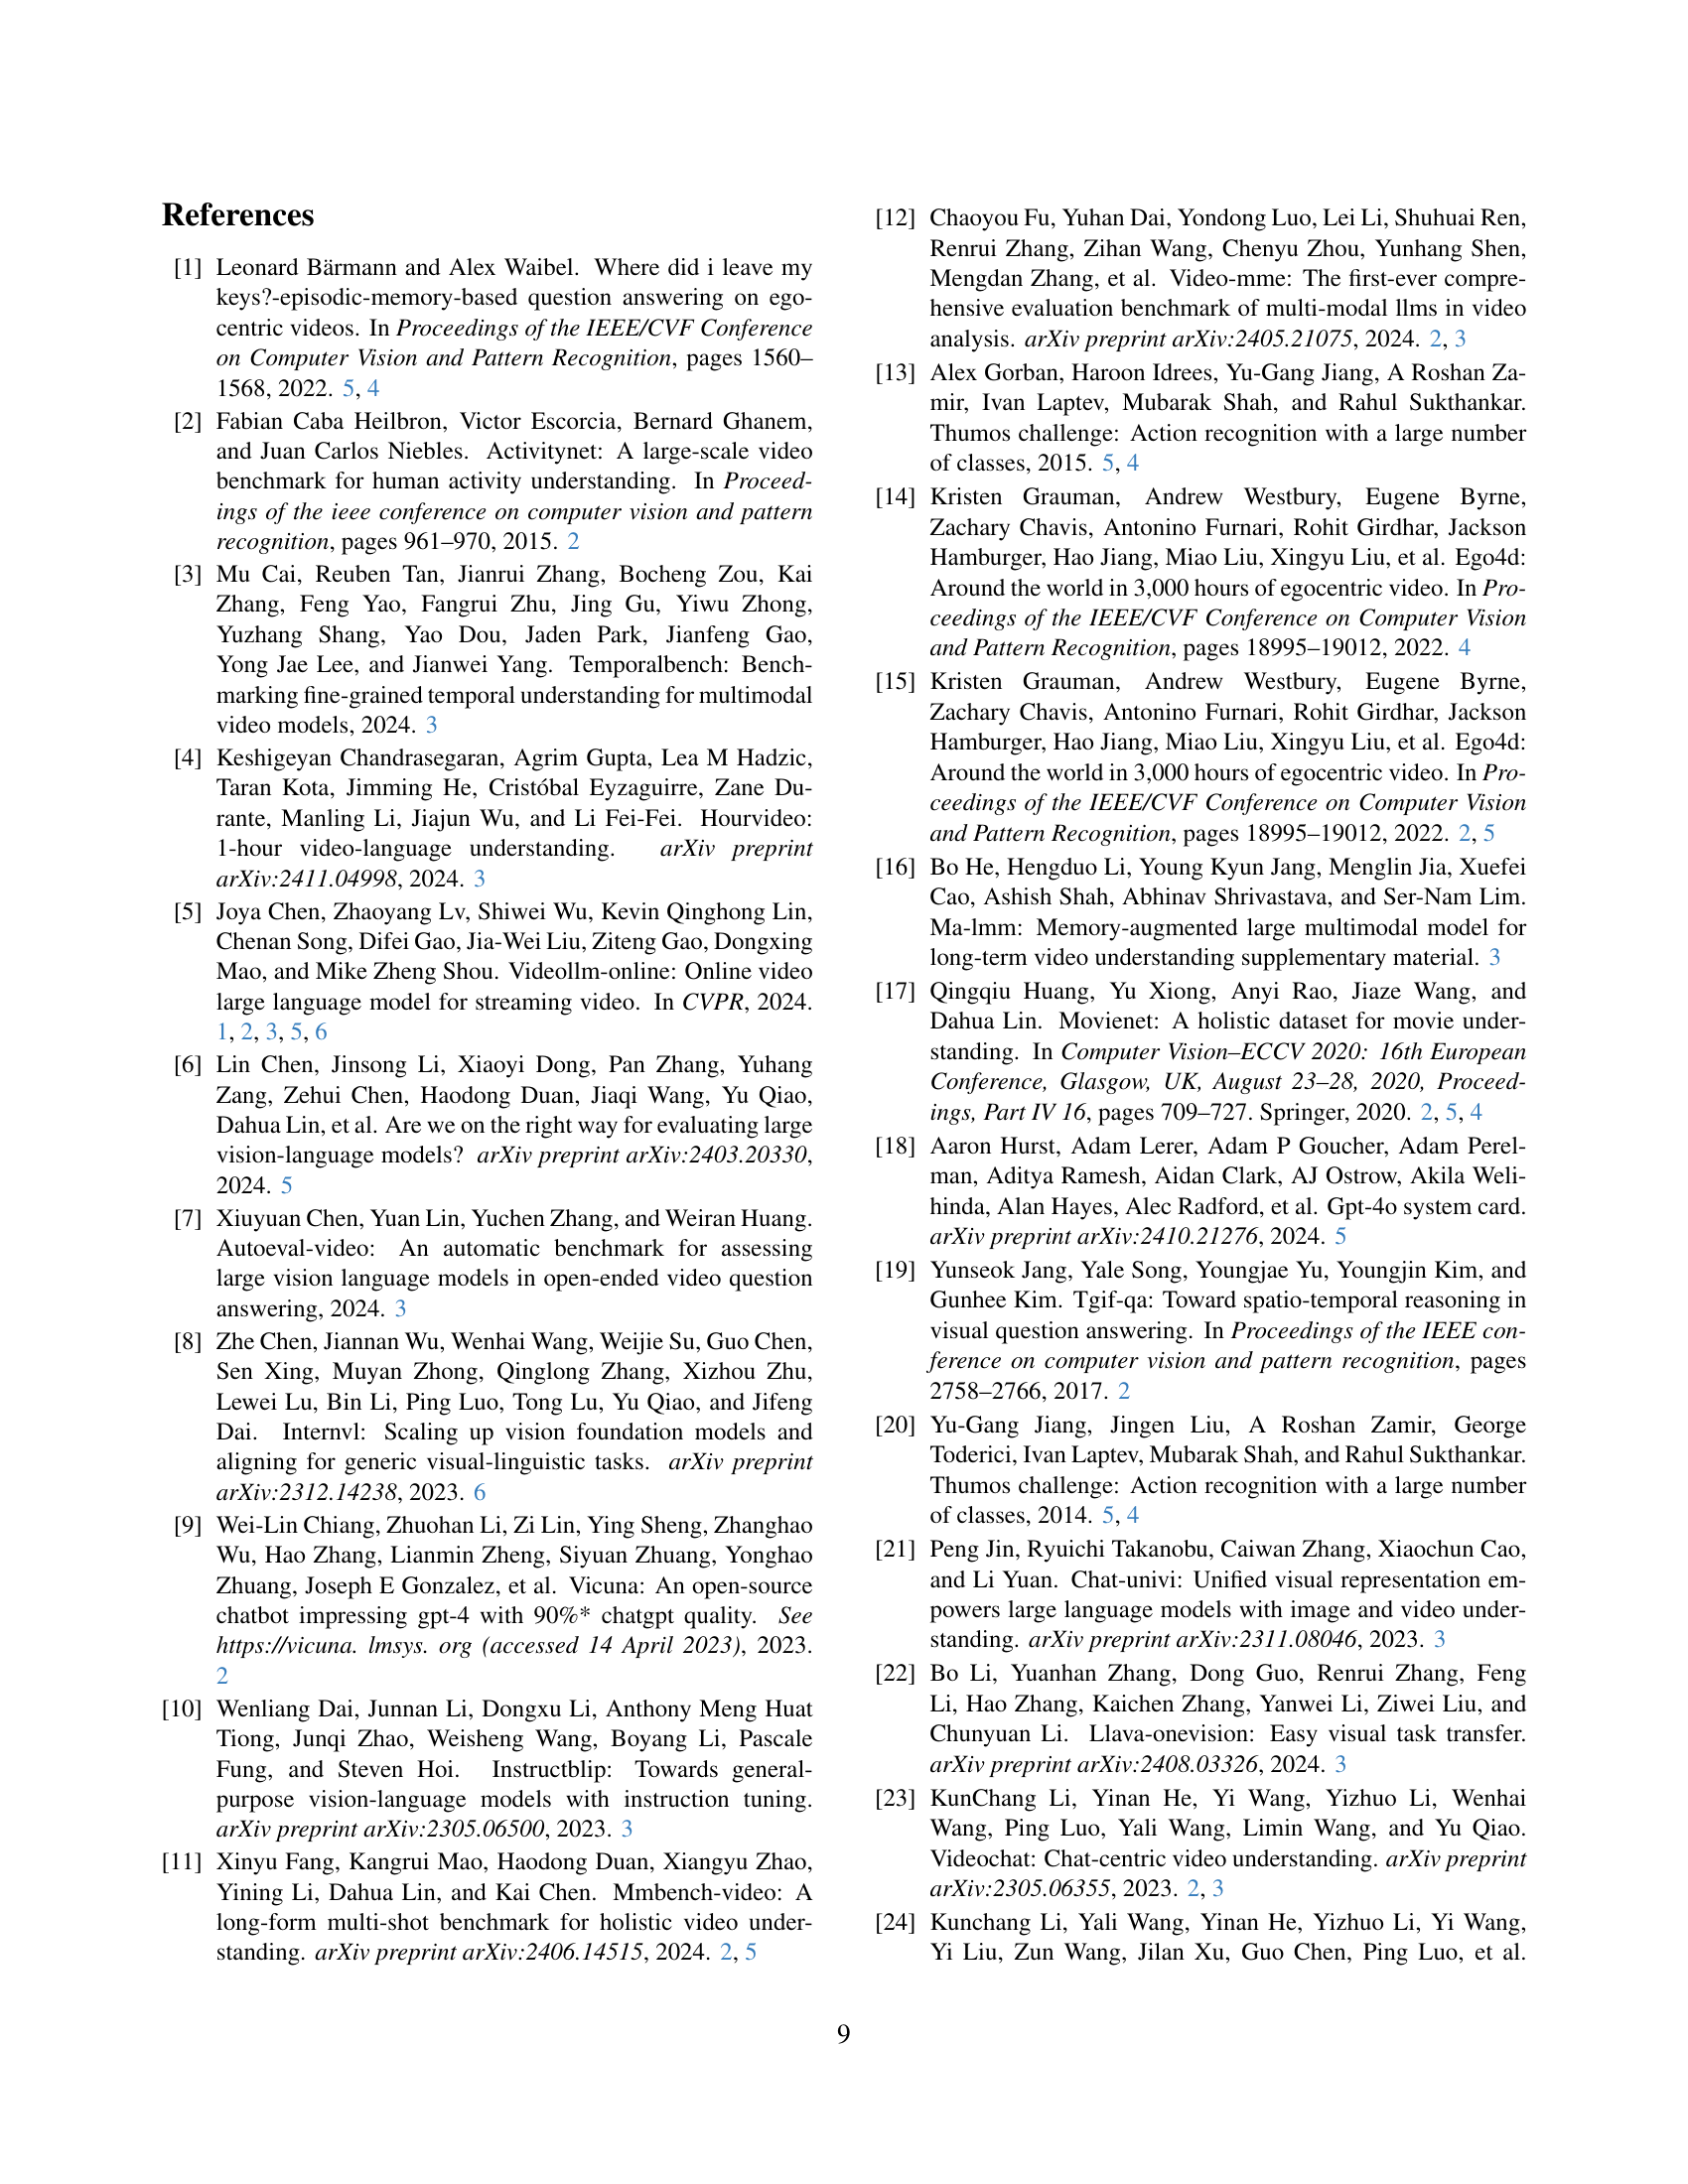 References
[1] Leonard Bärmann and Alex Waibel. Where did i leave my
keys?-episodic-memory-based question answering on ego-
centric videos. In Proceedings of the IEEE/CVF Conference
on Computer Vision and Pattern Recognition, pages 1560–
1568, 2022. 5, 4
[2] Fabian Caba Heilbron, Victor Escorcia, Bernard Ghanem,
and Juan Carlos Niebles. Activitynet: A large-scale video
benchmark for human activity understanding. In Proceed-
ings of the ieee conference on computer vision and pattern
recognition, pages 961–970, 2015. 2
[3] Mu Cai, Reuben Tan, Jianrui Zhang, Bocheng Zou, Kai
Zhang, Feng Yao, Fangrui Zhu, Jing Gu, Yiwu Zhong,
Yuzhang Shang, Yao Dou, Jaden Park, Jianfeng Gao,
Yong Jae Lee, and Jianwei Yang. Temporalbench: Bench-
marking fine-grained temporal understanding for multimodal
video models, 2024. 3
[4] Keshigeyan Chandrasegaran, Agrim Gupta, Lea M Hadzic,
Taran Kota, Jimming He, Cristóbal Eyzaguirre, Zane Du-
rante, Manling Li, Jiajun Wu, and Li Fei-Fei. Hourvideo:
1-hour video-language understanding. arXiv preprint
arXiv:2411.04998, 2024. 3
[5] Joya Chen, Zhaoyang Lv, Shiwei Wu, Kevin Qinghong Lin,
Chenan Song, Difei Gao, Jia-Wei Liu, Ziteng Gao, Dongxing
Mao, and Mike Zheng Shou. Videollm-online: Online video
large language model for streaming video. In CVPR, 2024.
1, 2, 3, 5, 6
[6] Lin Chen, Jinsong Li, Xiaoyi Dong, Pan Zhang, Yuhang
Zang, Zehui Chen, Haodong Duan, Jiaqi Wang, Yu Qiao,
Dahua Lin, et al. Are we on the right way for evaluating large
vision-language models? arXiv preprint arXiv:2403.20330,
2024. 5
[7] Xiuyuan Chen, Yuan Lin, Yuchen Zhang, and Weiran Huang.
Autoeval-video: An automatic benchmark for assessing
large vision language models in open-ended video question
answering, 2024. 3
[8] Zhe Chen, Jiannan Wu, Wenhai Wang, Weijie Su, Guo Chen,
Sen Xing, Muyan Zhong, Qinglong Zhang, Xizhou Zhu,
Lewei Lu, Bin Li, Ping Luo, Tong Lu, Yu Qiao, and Jifeng
Dai. Internvl: Scaling up vision foundation models and
aligning for generic visual-linguistic tasks. arXiv preprint
arXiv:2312.14238, 2023. 6
[9] Wei-Lin Chiang, Zhuohan Li, Zi Lin, Ying Sheng, Zhanghao
Wu, Hao Zhang, Lianmin Zheng, Siyuan Zhuang, Yonghao
Zhuang, Joseph E Gonzalez, et al. Vicuna: An open-source
chatbot impressing gpt-4 with 90%* chatgpt quality. See
https://vicuna. lmsys. org (accessed 14 April 2023), 2023.
2
[10] Wenliang Dai, Junnan Li, Dongxu Li, Anthony Meng Huat
Tiong, Junqi Zhao, Weisheng Wang, Boyang Li, Pascale
Fung, and Steven Hoi. Instructblip: Towards general-
purpose vision-language models with instruction tuning.
arXiv preprint arXiv:2305.06500, 2023. 3
[11] Xinyu Fang, Kangrui Mao, Haodong Duan, Xiangyu Zhao,
Yining Li, Dahua Lin, and Kai Chen. Mmbench-video: A
long-form multi-shot benchmark for holistic video under-
standing. arXiv preprint arXiv:2406.14515, 2024. 2, 5
[12] Chaoyou Fu, Yuhan Dai, Yondong Luo, Lei Li, Shuhuai Ren,
Renrui Zhang, Zihan Wang, Chenyu Zhou, Yunhang Shen,
Mengdan Zhang, et al. Video-mme: The first-ever compre-
hensive evaluation benchmark of multi-modal llms in video
analysis. arXiv preprint arXiv:2405.21075, 2024. 2, 3
[13] Alex Gorban, Haroon Idrees, Yu-Gang Jiang, A Roshan Za-
mir, Ivan Laptev, Mubarak Shah, and Rahul Sukthankar.
Thumos challenge: Action recognition with a large number
of classes, 2015. 5, 4
[14] Kristen Grauman, Andrew Westbury, Eugene Byrne,
Zachary Chavis, Antonino Furnari, Rohit Girdhar, Jackson
Hamburger, Hao Jiang, Miao Liu, Xingyu Liu, et al. Ego4d:
Around the world in 3,000 hours of egocentric video. In Pro-
ceedings of the IEEE/CVF Conference on Computer Vision
and Pattern Recognition, pages 18995–19012, 2022. 4
[15] Kristen Grauman, Andrew Westbury, Eugene Byrne,
Zachary Chavis, Antonino Furnari, Rohit Girdhar, Jackson
Hamburger, Hao Jiang, Miao Liu, Xingyu Liu, et al. Ego4d:
Around the world in 3,000 hours of egocentric video. In Pro-
ceedings of the IEEE/CVF Conference on Computer Vision
and Pattern Recognition, pages 18995–19012, 2022. 2, 5
[16] Bo He, Hengduo Li, Young Kyun Jang, Menglin Jia, Xuefei
Cao, Ashish Shah, Abhinav Shrivastava, and Ser-Nam Lim.
Ma-lmm: Memory-augmented large multimodal model for
long-term video understanding supplementary material. 3
[17] Qingqiu Huang, Yu Xiong, Anyi Rao, Jiaze Wang, and
Dahua Lin. Movienet: A holistic dataset for movie under-
standing. In Computer Vision–ECCV 2020: 16th European
Conference, Glasgow, UK, August 23–28, 2020, Proceed-
ings, Part IV 16, pages 709–727. Springer, 2020. 2, 5, 4
[18] Aaron Hurst, Adam Lerer, Adam P Goucher, Adam Perel-
man, Aditya Ramesh, Aidan Clark, AJ Ostrow, Akila Weli-
hinda, Alan Hayes, Alec Radford, et al. Gpt-4o system card.
arXiv preprint arXiv:2410.21276, 2024. 5
[19] Yunseok Jang, Yale Song, Youngjae Yu, Youngjin Kim, and
Gunhee Kim. Tgif-qa: Toward spatio-temporal reasoning in
visual question answering. In Proceedings of the IEEE con-
ference on computer vision and pattern recognition, pages
2758–2766, 2017. 2
[20] Yu-Gang Jiang, Jingen Liu, A Roshan Zamir, George
Toderici, Ivan Laptev, Mubarak Shah, and Rahul Sukthankar.
Thumos challenge: Action recognition with a large number
of classes, 2014. 5, 4
[21] Peng Jin, Ryuichi Takanobu, Caiwan Zhang, Xiaochun Cao,
and Li Yuan. Chat-univi: Unified visual representation em-
powers large language models with image and video under-
standing. arXiv preprint arXiv:2311.08046, 2023. 3
[22] Bo Li, Yuanhan Zhang, Dong Guo, Renrui Zhang, Feng
Li, Hao Zhang, Kaichen Zhang, Yanwei Li, Ziwei Liu, and
Chunyuan Li. Llava-onevision: Easy visual task transfer.
arXiv preprint arXiv:2408.03326, 2024. 3
[23] KunChang Li, Yinan He, Yi Wang, Yizhuo Li, Wenhai
Wang, Ping Luo, Yali Wang, Limin Wang, and Yu Qiao.
Videochat: Chat-centric video understanding. arXiv preprint
arXiv:2305.06355, 2023. 2, 3
[24] Kunchang Li, Yali Wang, Yinan He, Yizhuo Li, Yi Wang,
Yi Liu, Zun Wang, Jilan Xu, Guo Chen, Ping Luo, et al.
9